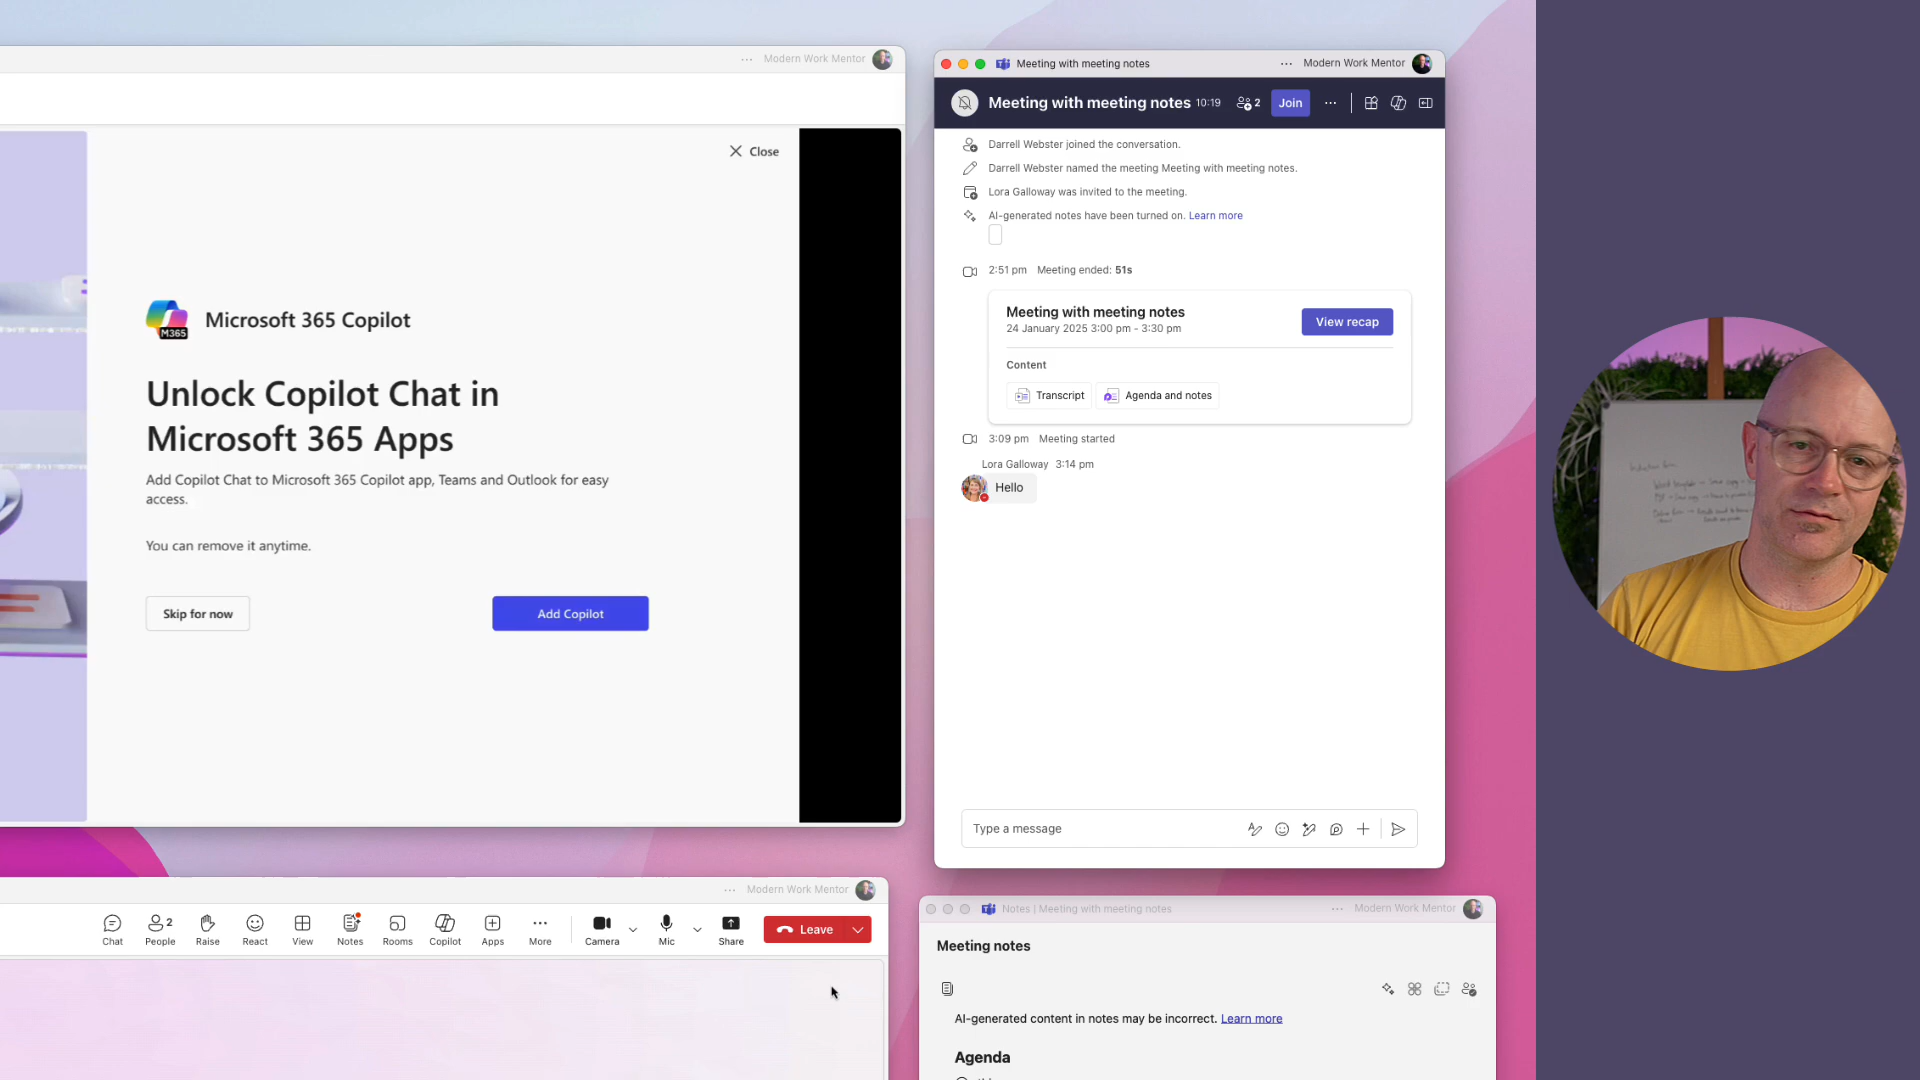 Modern Work Mentor
Close
M365
Microsoft 365 Copilot
Unlock Copilot Chat in
Microsoft 365 Apps
Add Copilot Chat to Microsoft 365 Copilot app, Teams and Outlook for easy
access.
You can remove it anytime.
Skip for now
Add Copilot
Meeting with meeting notes
Modern Work Mentor
Meeting with meeting notes 10:19 2 Join
Darrell Webster joined the conversation.
Darrell Webster named the meeting Meeting with meeting notes.
Lora Galloway was invited to the meeting.
AI-generated notes have been turned on. Learn more
2:51 pm Meeting ended: 51s
Meeting with meeting notes
24 January 2025 3:00 pm - 3:30 pm
View recap
Content
Transcript
Agenda and notes
3:09 pm Meeting started
Lora Galloway 3:14 pm
Hello
Type a message
Modern Work Mentor
2
Chat People Raise React View Notes Rooms Copilot Apps More Camera Mic Share
Leave
Notes | Meeting with meeting notes
Modern Work Mentor
Meeting notes
AI-generated content in notes may be incorrect. Learn more
Agenda